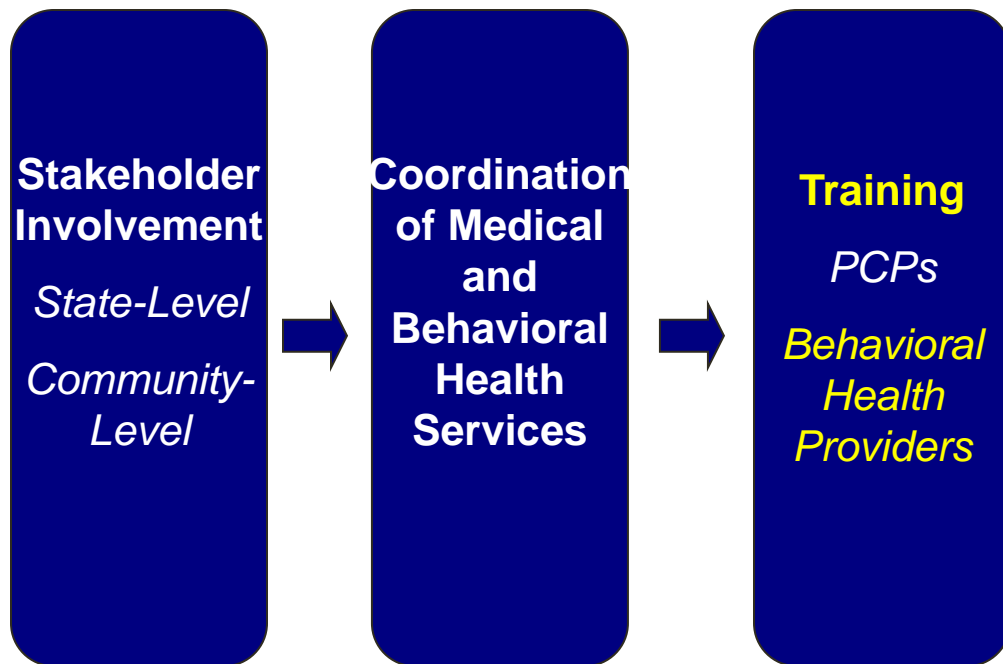 Stakeholder
Involvement
State-Level
Community-
Level
Coordination
of Medical
and
Behavioral
Health
Services
Training
PCPs
Behavioral
Health
Providers